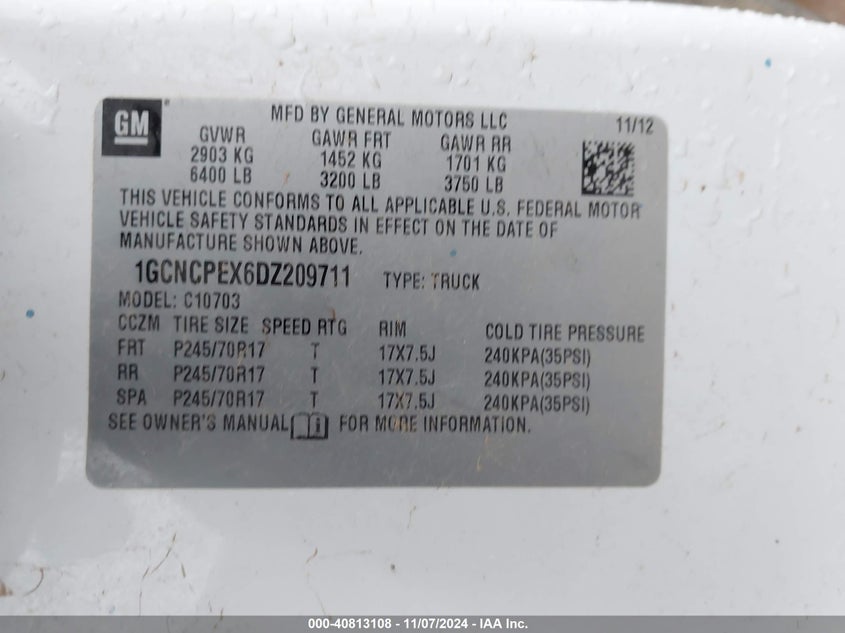 GM
MFD BY GENERAL MOTORS LLC 11/12
GVWR GAWR FRT GAWR RR
2903 KG 1452 KG 1701 KG
6400 LB 3200 LB 3750 LB
THIS VEHICLE CONFORMS TO ALL APPLICABLE U.S. FEDERAL MOTOR
VEHICLE SAFETY STANDARDS IN EFFECT ON THE DATE OF
MANUFACTURE SHOWN ABOVE.
1GCNCPEX6DZ209711 TYPE: TRUCK
MODEL: C10703
CCZM TIRE SIZE SPEED RTG RIM COLD TIRE PRESSURE
FRT P245/70R17 T 17X7.5J 240KPA(35PSI)
RR P245/70R17 T 17X7.5J 240KPA(35PSI)
SPA P245/70R17 T 17X7.5J 240KPA(35PSI)
SEE OWNER'S MANUAL FOR MORE INFORMATION.
000-40813108 - 11/07/2024 - IAA Inc.